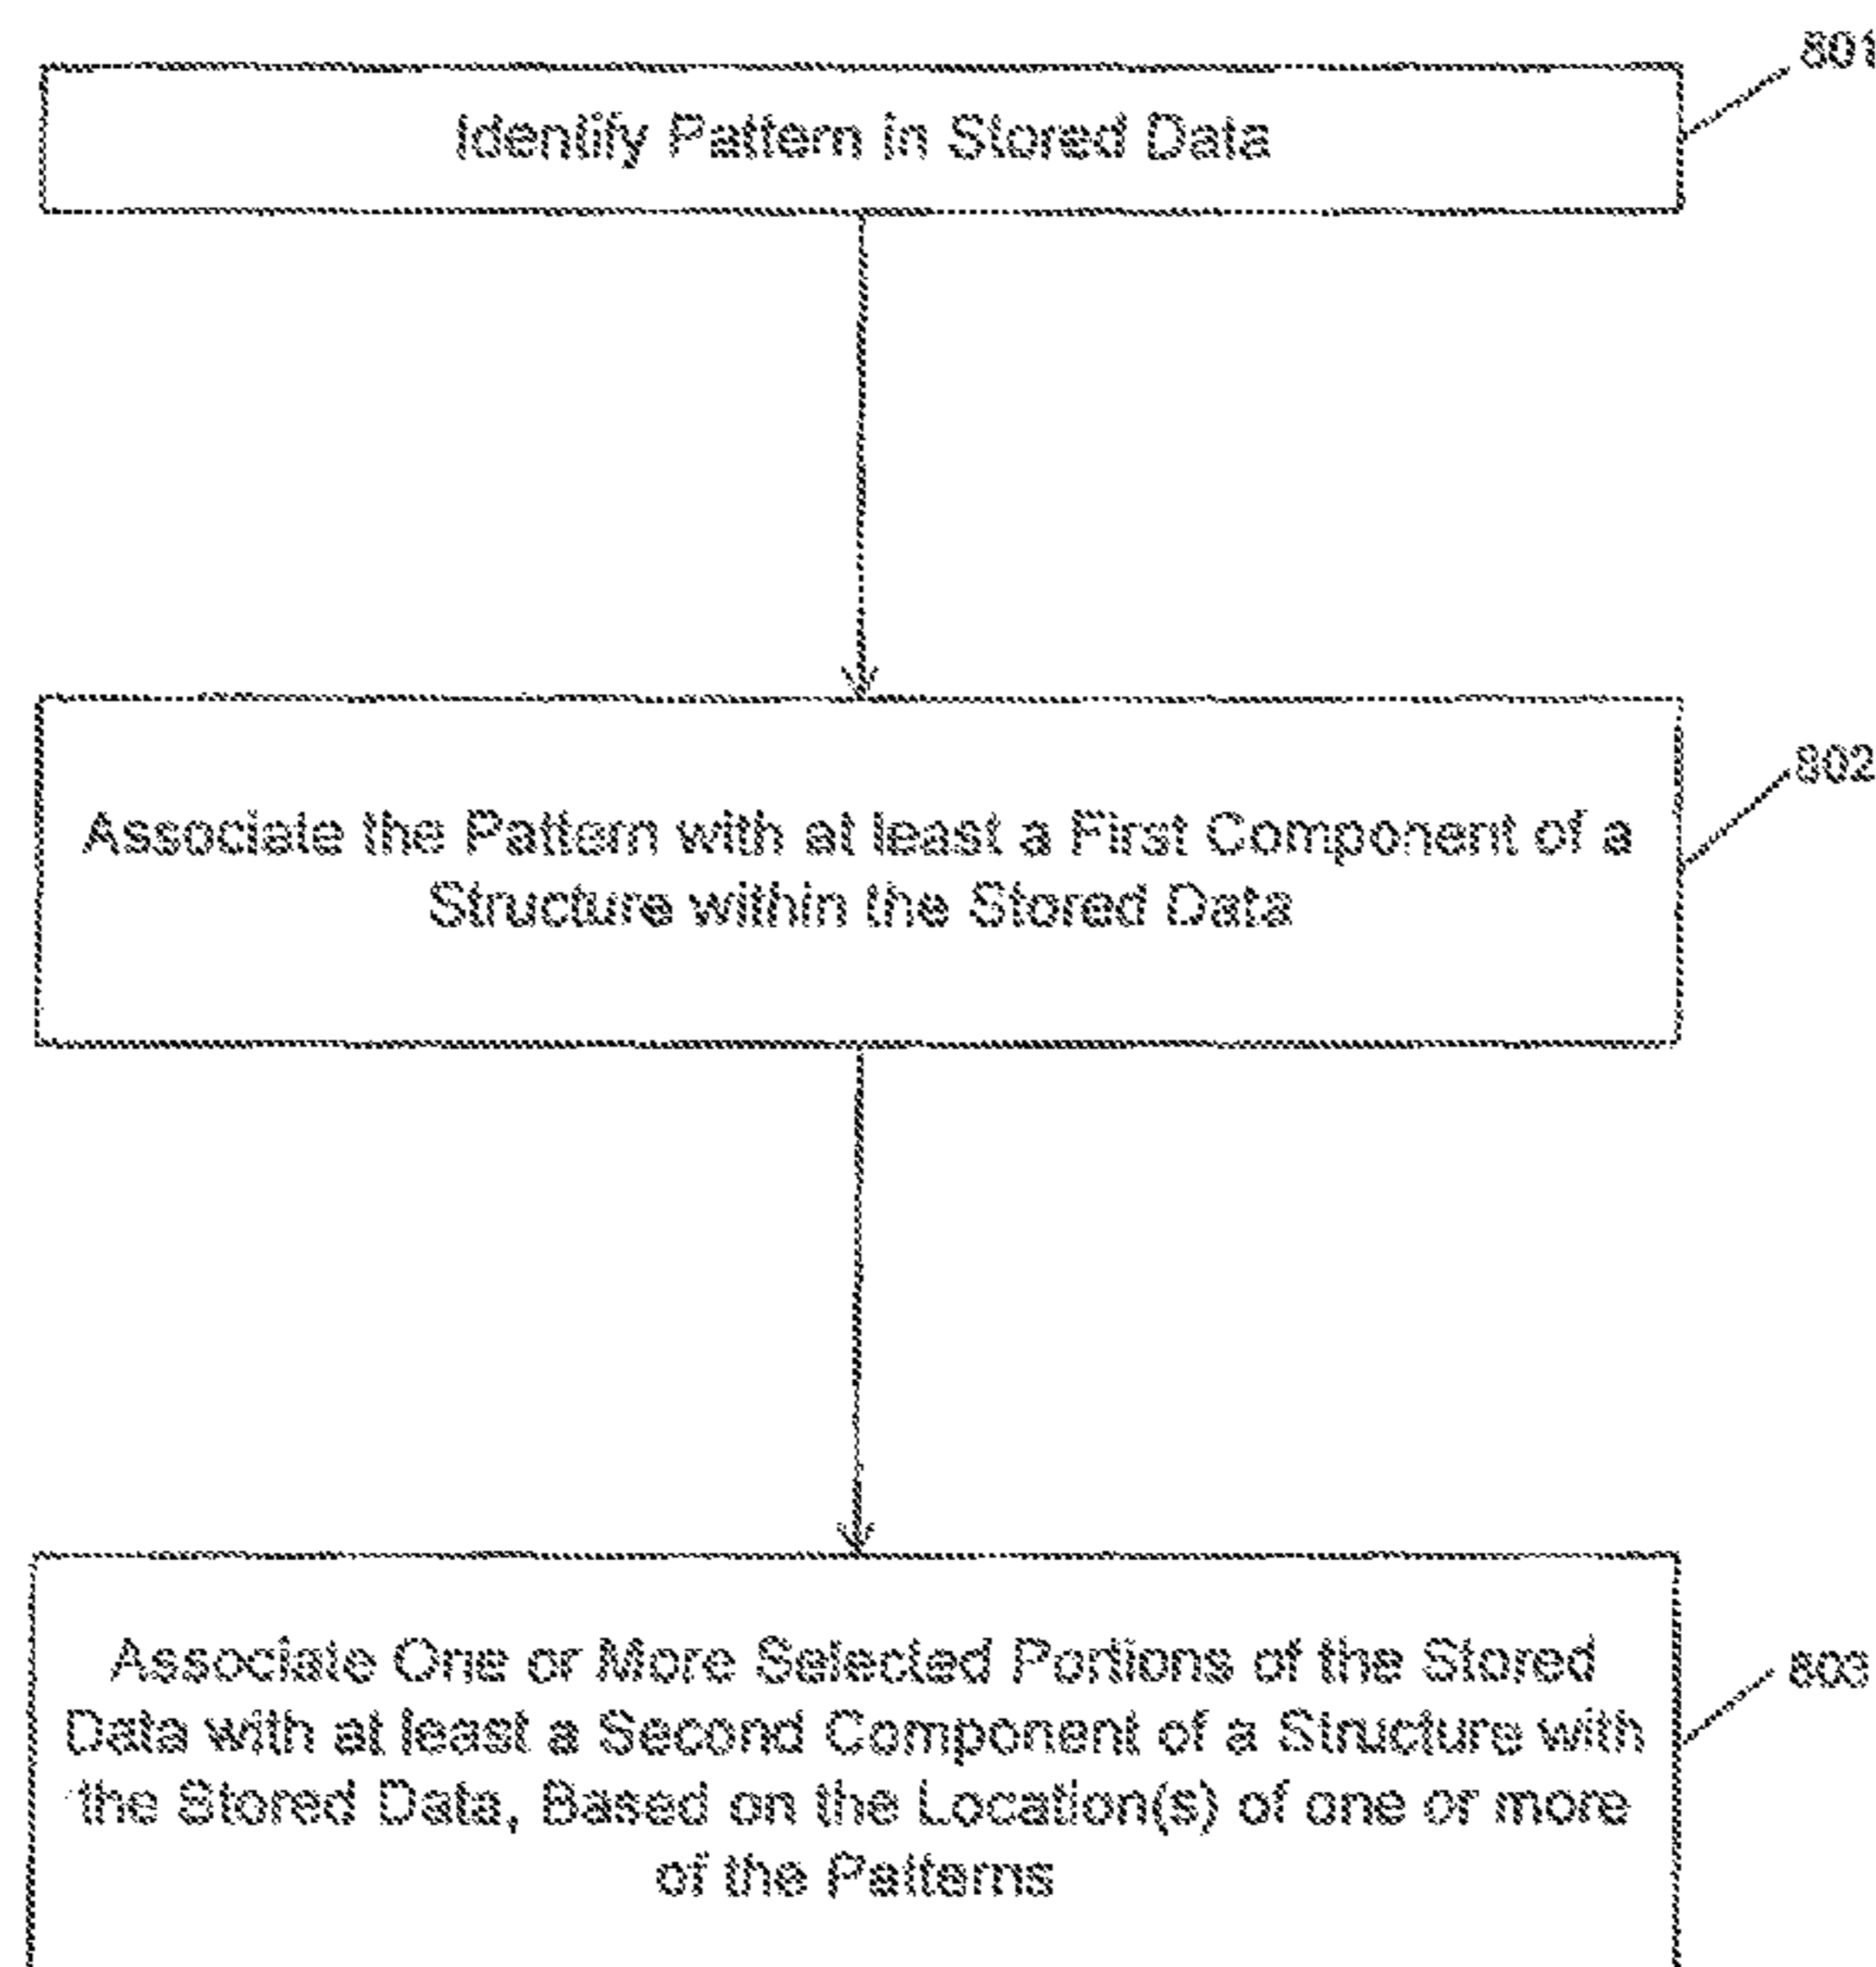 801
Identify Pattern in Stored Data
802
Associate the Pattern with at least a First Component of a
Structure within the Stored Data
803
Associate One or More Selected Portions of the Stored
Data with at least a Second Component of a Structure with
the Stored Data, Based on the Location(s) of one or more
of the Patterns